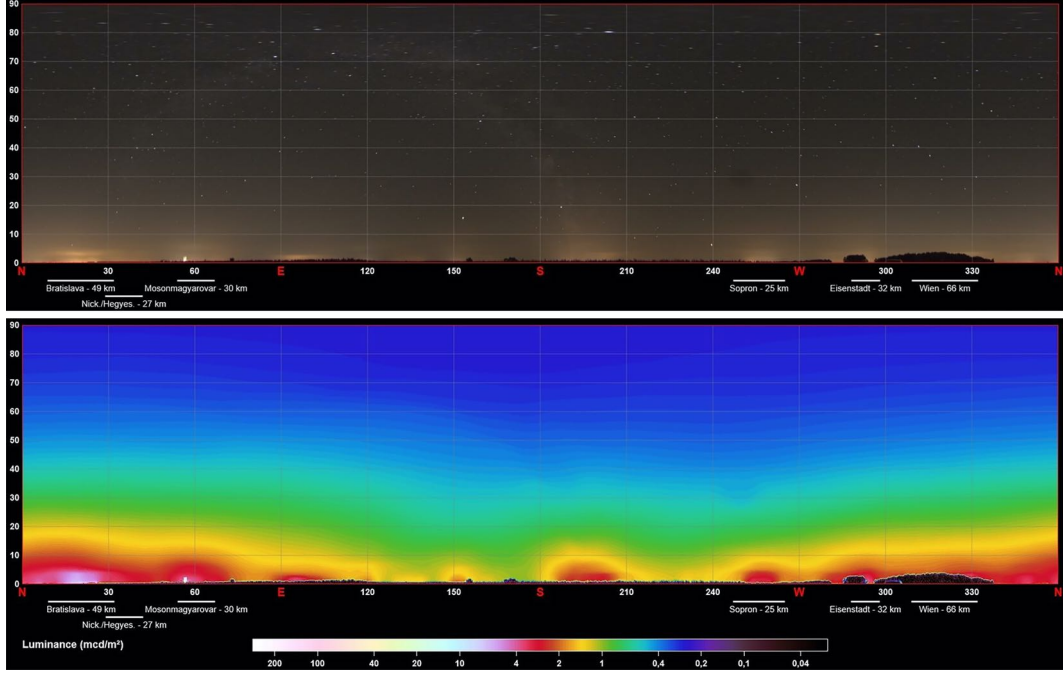 90
80
70
60
50
40
30
20
10
0
N 30 60 E 120 150 S 210 240 W 300 330 N
Bratislava - 49 km Mosonmagyarovar - 30 km Sopron - 25 km Eisenstadt - 32 km Wien - 66 km
Nick./Hegyes. - 27 km
90
80
70
60
50
40
30
20
10
0
N 30 60 E 120 150 S 210 240 W 300 330 N
Bratislava - 49 km Mosonmagyarovar - 30 km Sopron - 25 km Eisenstadt - 32 km Wien - 66 km
Nick./Hegyes. - 27 km
Luminance (mcd/m²)
200 100 40 20 10 4 2 1 0,4 0,2 0,1 0,04